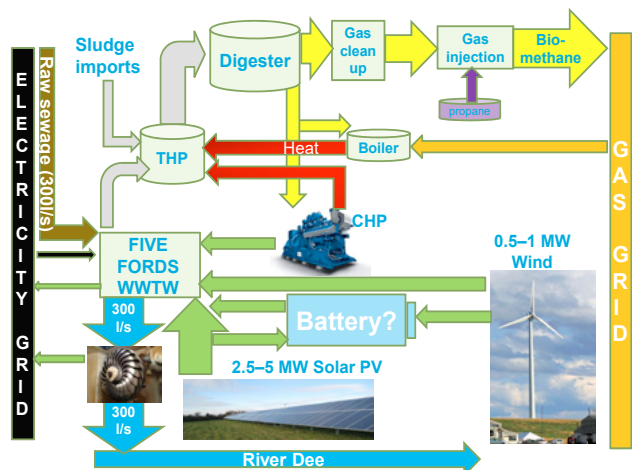 ELECTRICITY GRID
Raw sewage (300l/s)
Sludge
imports
Digester
Gas
clean
up
Gas
injection
Bio-
methane
propane
THP
Heat
Boiler
GAS GRID
CHP
FIVE
FORDS
WWTW
0.5–1 MW
Wind
300
l/s
Battery?
2.5–5 MW Solar PV
300
l/s
River Dee